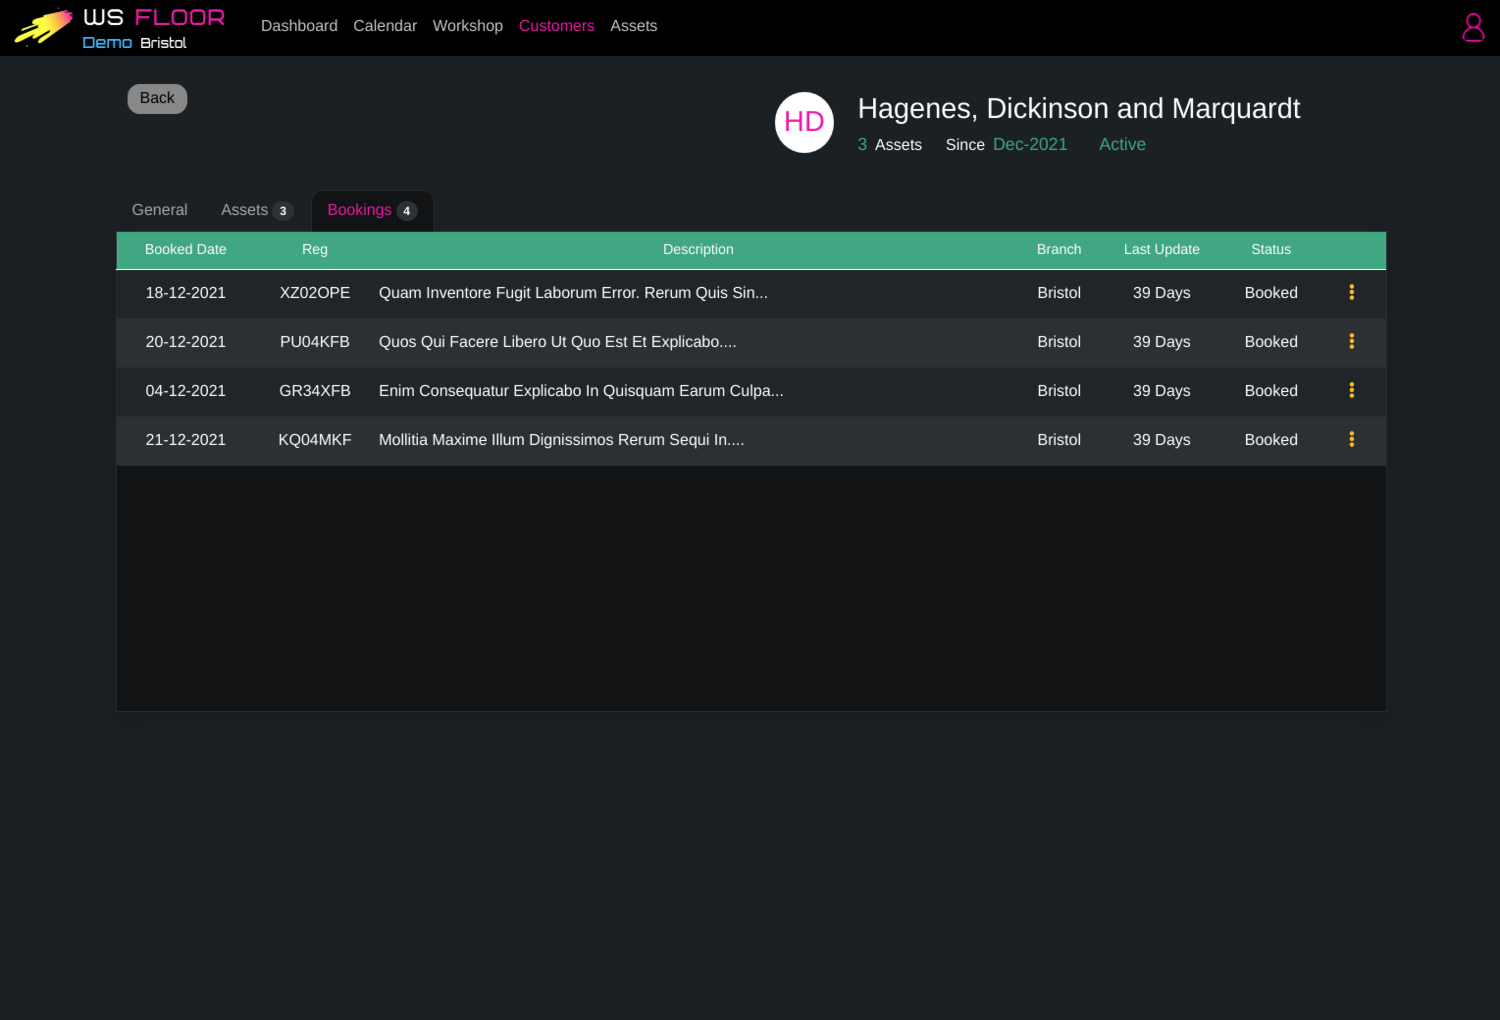 WS FLOOR
Demo Bristol
Dashboard Calendar Workshop Customers Assets
Back
HD
Hagenes, Dickinson and Marquardt
3 Assets Since Dec-2021 Active
General Assets 3 Bookings 4
Booked Date Reg Description Branch Last Update Status
18-12-2021 XZ02OPE Quam Inventore Fugit Laborum Error. Rerum Quis Sin... Bristol 39 Days Booked
20-12-2021 PU04KFB Quos Qui Facere Libero Ut Quo Est Et Explicabo.... Bristol 39 Days Booked
04-12-2021 GR34XFB Enim Consequatur Explicabo In Quisquam Earum Culpa... Bristol 39 Days Booked
21-12-2021 KQ04MKF Mollitia Maxime Illum Dignissimos Rerum Sequi In.... Bristol 39 Days Booked